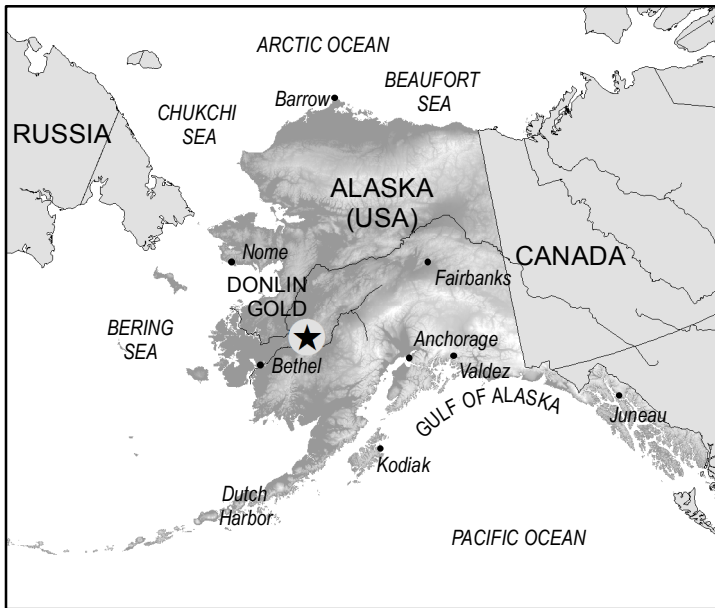 ARCTIC OCEAN
BEAUFORT
SEA
Barrow
CHUKCHI
SEA
RUSSIA
ALASKA
(USA)
CANADA
Nome
Fairbanks
DONLIN
GOLD
BERING
SEA
Bethel
Anchorage
Valdez
GULF OF ALASKA
Juneau
Kodiak
Dutch
Harbor
PACIFIC OCEAN